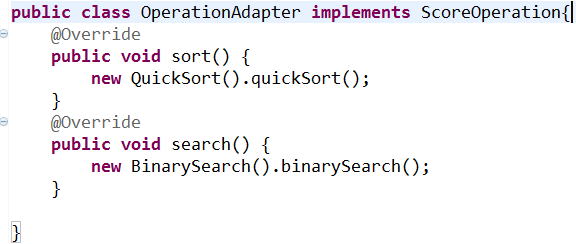 public class OperationAdapter implements ScoreOperation{
@Override
public void sort() {
new QuickSort().quickSort();
}
@Override
public void search() {
new BinarySearch().binarySearch();
}
}